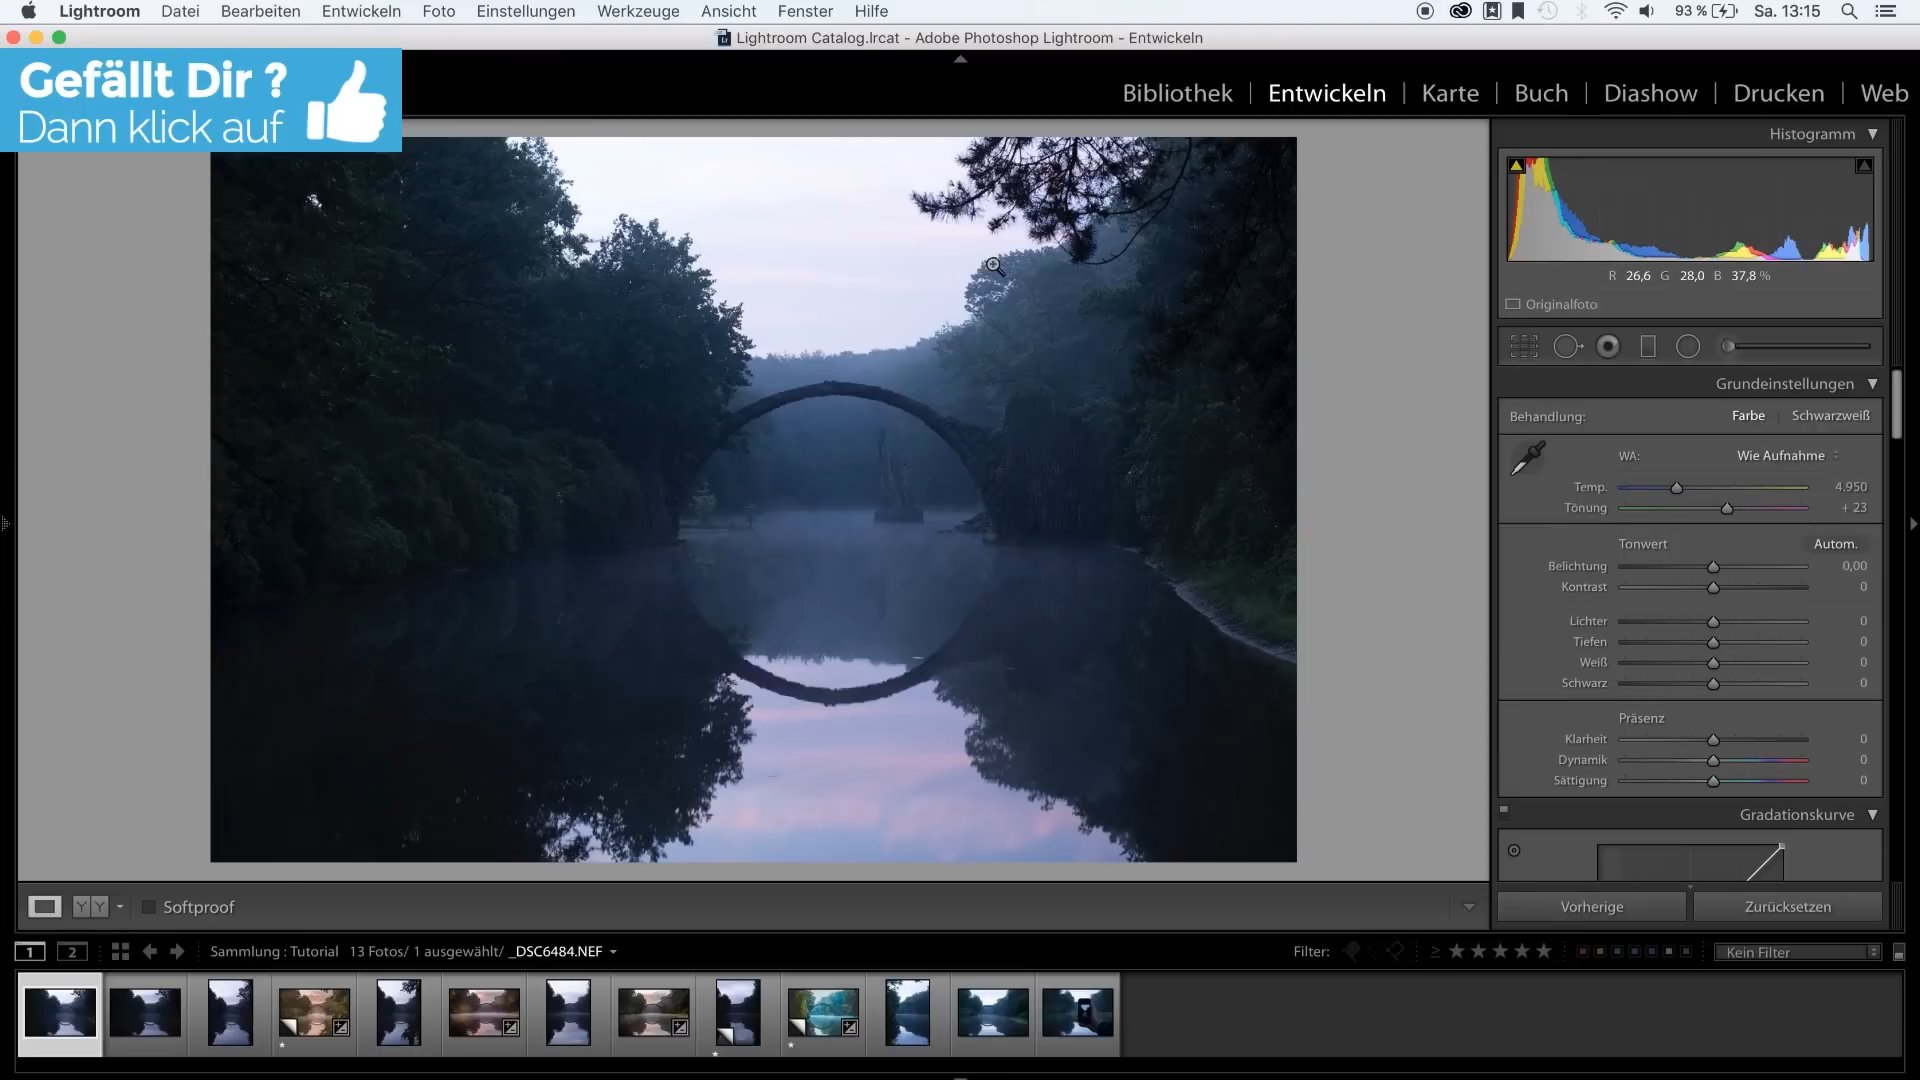 Lightroom Datei Bearbeiten Entwickeln Foto Einstellungen Werkzeuge Ansicht Fenster Hilfe 93 % Sa. 13:15
Lightroom Catalog.lrcat - Adobe Photoshop Lightroom - Entwickeln
Gefällt Dir ?
Dann klick auf
Bibliothek | Entwickeln | Karte | Buch | Diashow | Drucken | Web
Histogramm
R 26,6 G 28,0 B 37,8 %
Originalfoto
Grundeinstellungen
Behandlung: Farbe | Schwarzweiß
WA: Wie Aufnahme
Temp. 4.950
Tönung + 23
Tonwert Autom.
Belichtung 0,00
Kontrast 0
Lichter 0
Tiefen 0
Weiß 0
Schwarz 0
Präsenz
Klarheit 0
Dynamik 0
Sättigung 0
Gradationskurve
YY Softproof
Vorherige Zurücksetzen
1 2 Sammlung : Tutorial 13 Fotos/ 1 ausgewählt/ _DSC6484.NEF Filter: ≥ ★★★★★ Kein Filter